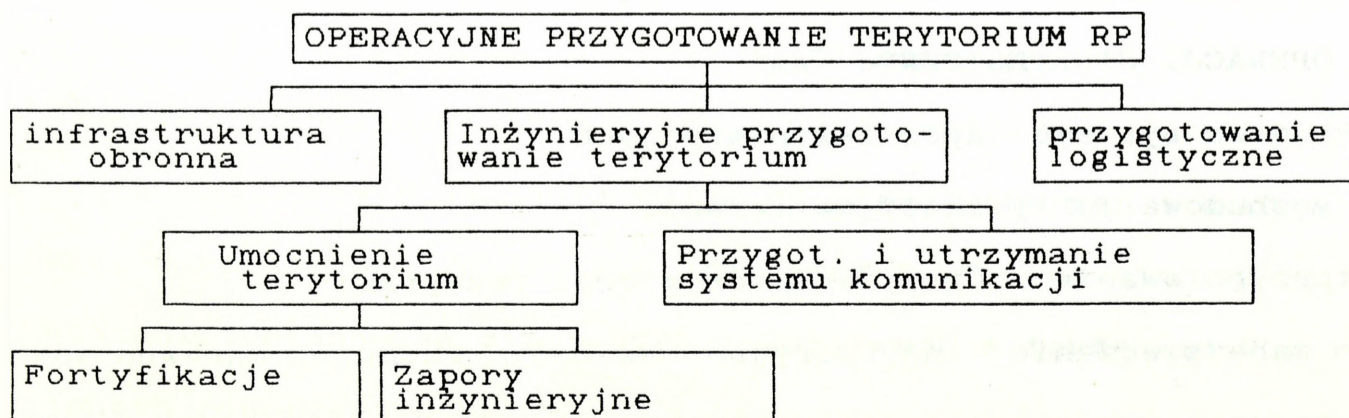 OPERACYJNE PRZYGOTOWANIE TERYTORIUM RP
infrastruktura
obronna
Inżynieryjne przygoto-
wanie terytorium
przygotowanie
logistyczne
Umocnienie
terytorium
Przygot. i utrzymanie
systemu komunikacji
Fortyfikacje
Zapory
inżynieryjne